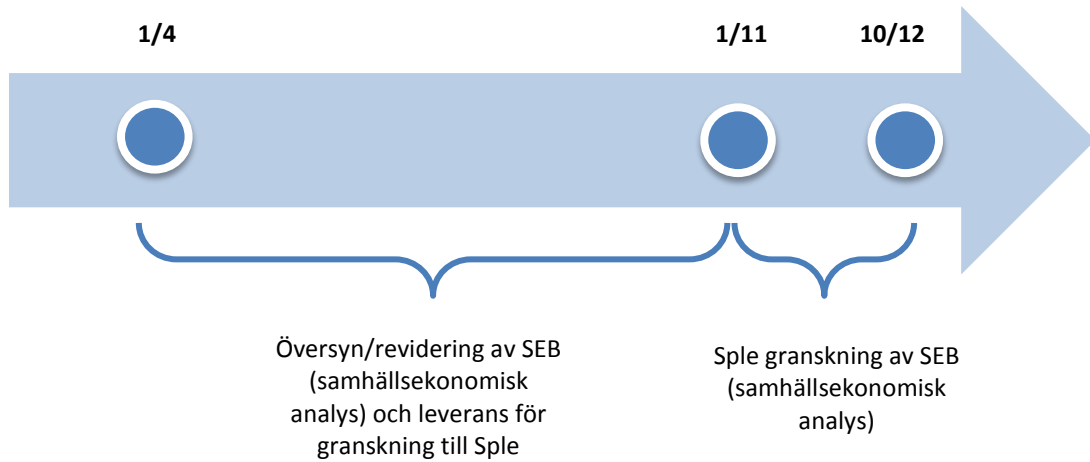 1/4
1/11
10/12
Översyn/revidering av SEB
(samhällsekonomisk
analys) och leverans för
granskning till Sple
Sple granskning av SEB
(samhällsekonomisk
analys)